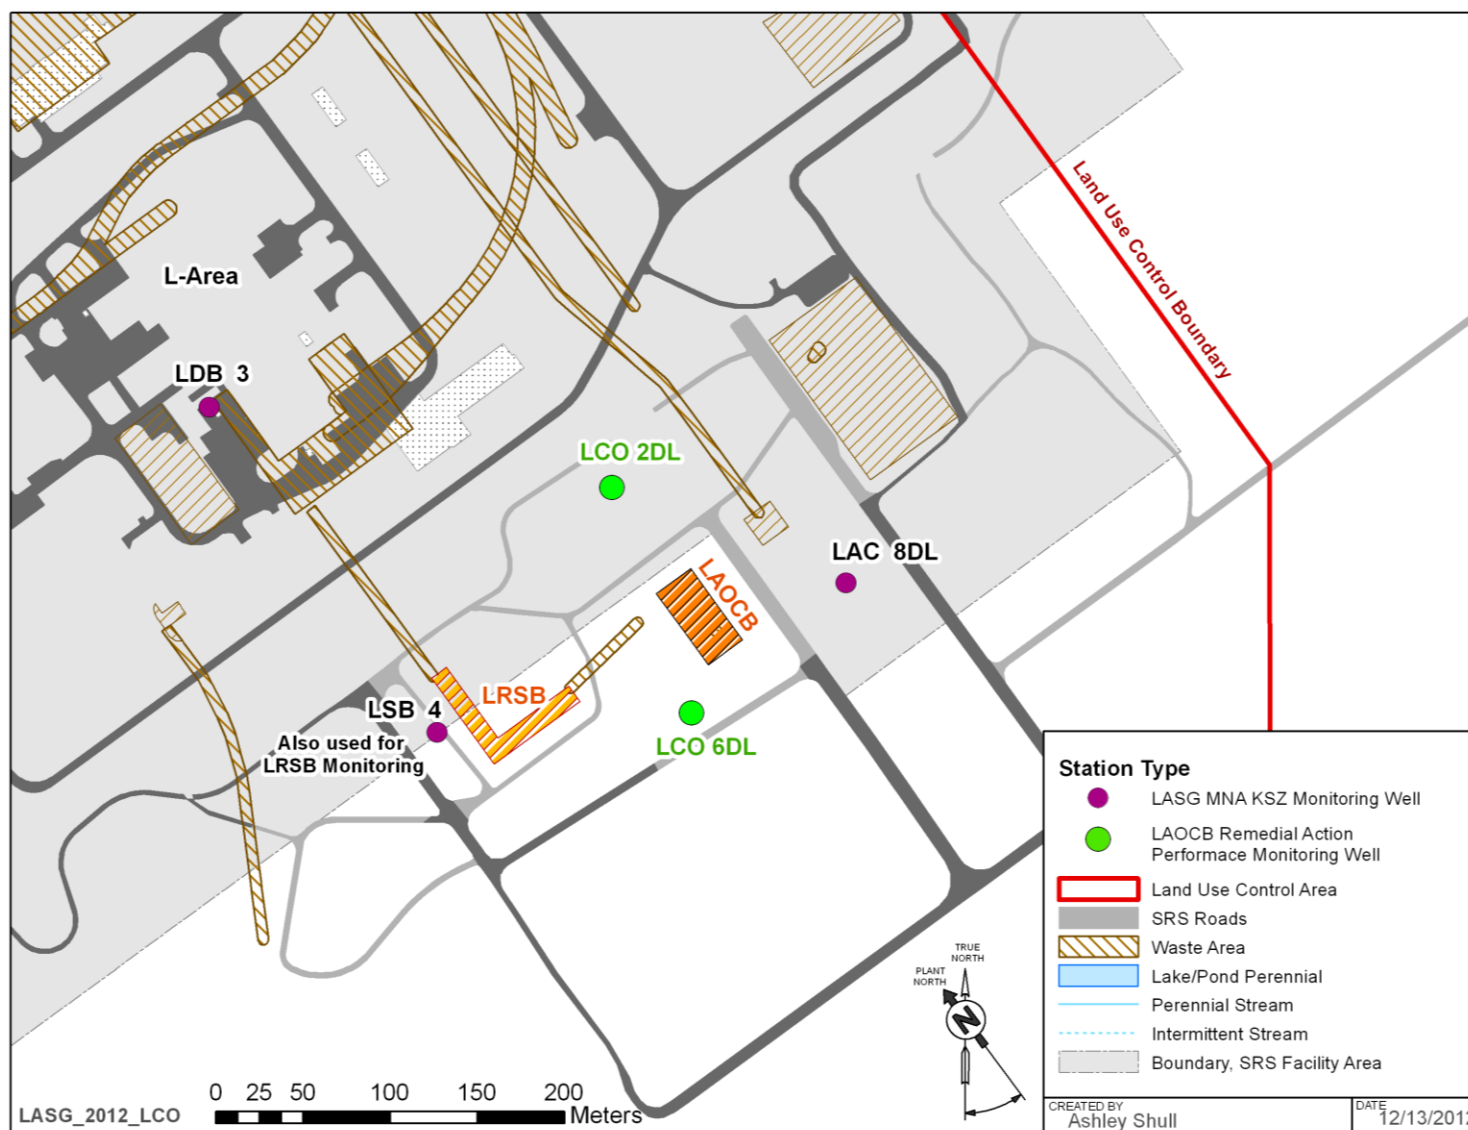 Land Use Control Boundary
L-Area
LDB 3
LCO 2DL
LAC 8DL
LAOCB
LRSB
LSB 4
Also used for
LRSB Monitoring
LCO 6DL
Station Type
LASG MNA KSZ Monitoring Well
LAOCB Remedial Action
Performace Monitoring Well
Land Use Control Area
SRS Roads
Waste Area
Lake/Pond Perennial
Perennial Stream
Intermittent Stream
Boundary, SRS Facility Area
TRUE
NORTH
PLANT
NORTH
N
0 25 50 100 150 200
Meters
LASG_2012_LCO
CREATED BY
Ashley Shull
DATE
12/13/2012